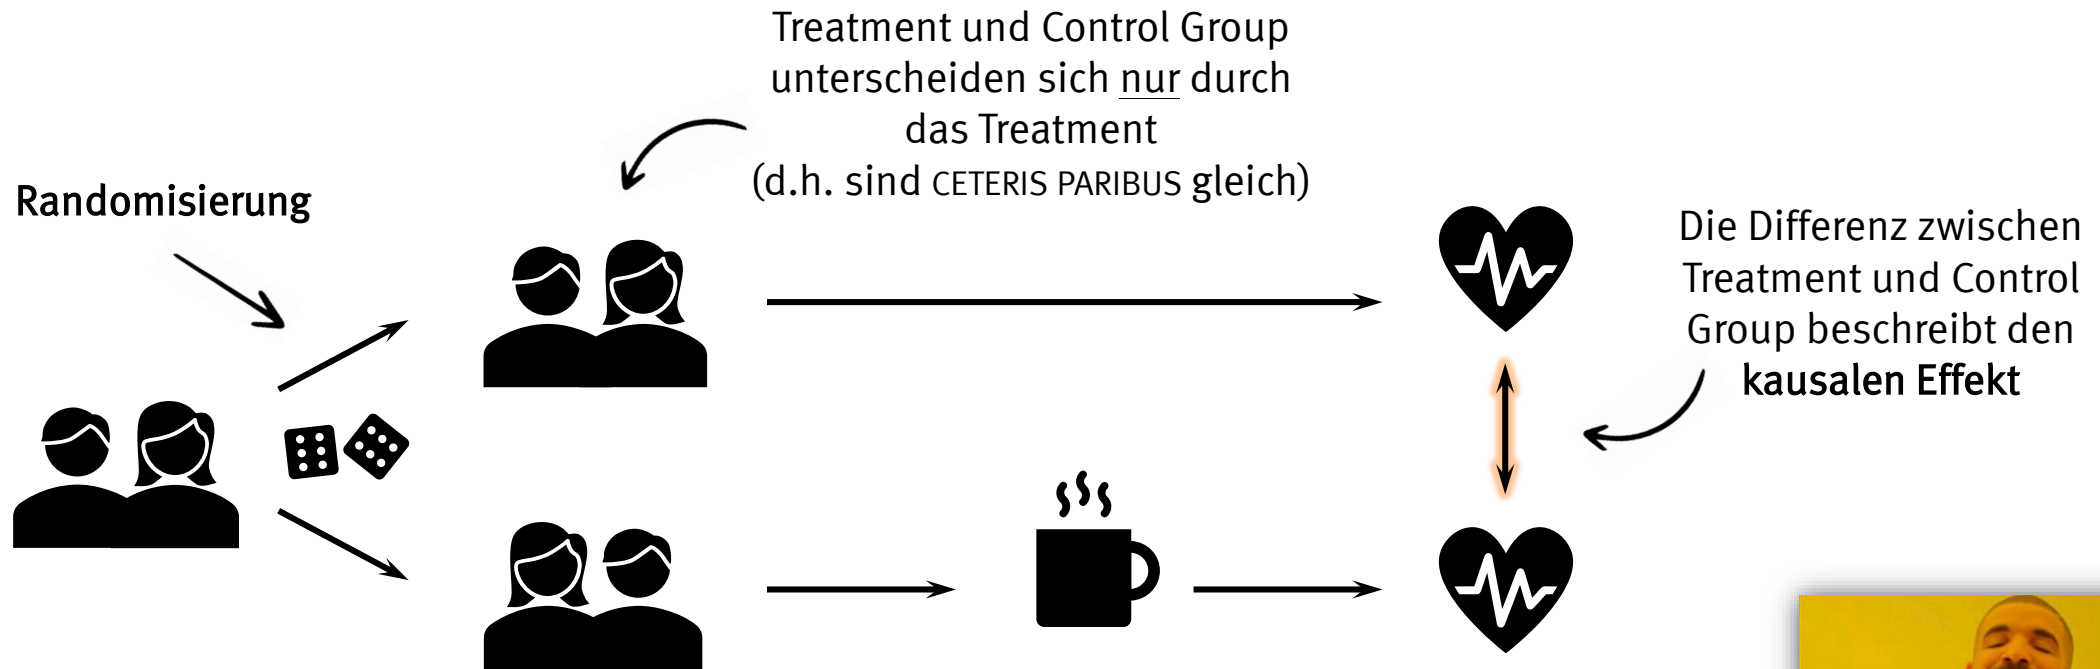 Treatment und Control Group
unterscheiden sich nur durch
das Treatment
(d.h. sind CETERIS PARIBUS gleich)
Randomisierung
Die Differenz zwischen
Treatment und Control
Group beschreibt den
kausalen Effekt